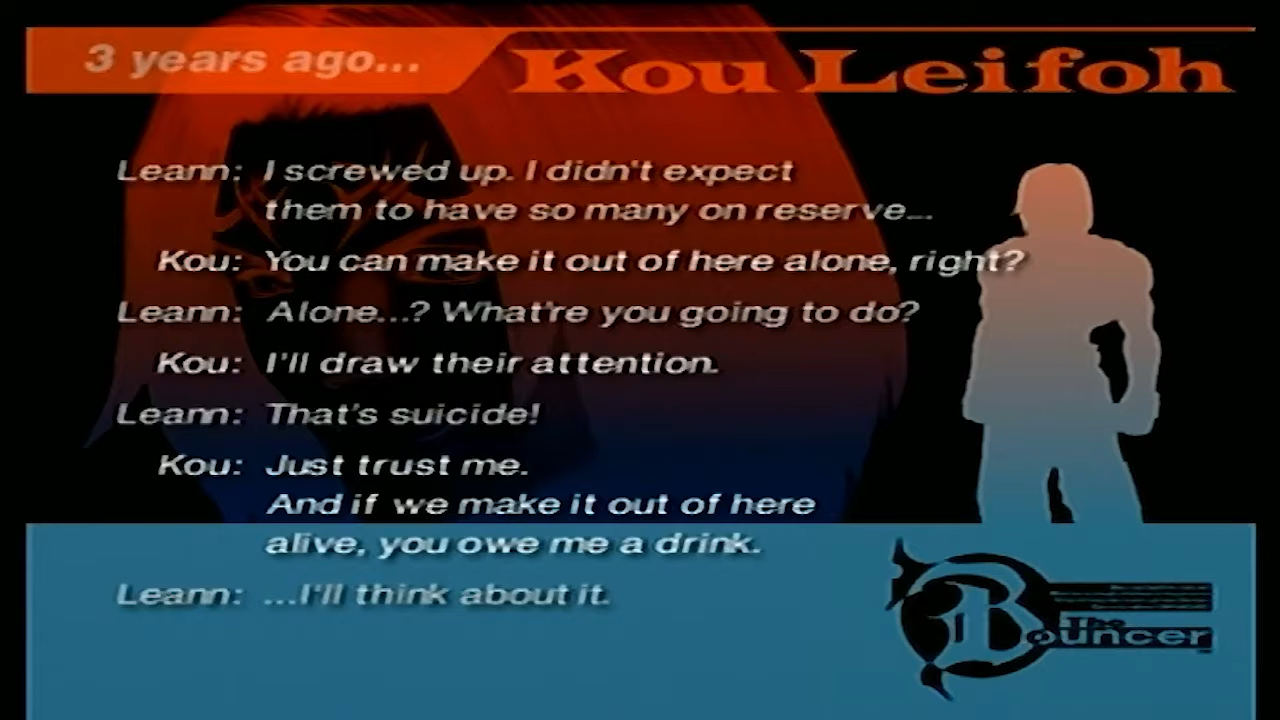 3 years ago...
Kou Leifoh
Leann: I screwed up. I didn't expect
them to have so many on reserve...
Kou: You can make it out of here alone, right?
Leann: Alone...? What're you going to do?
Kou: I'll draw their attention.
Leann: That's suicide!
Kou: Just trust me.
And if we make it out of here
alive, you owe me a drink.
Leann: ...I'll think about it.
The
Bouncer